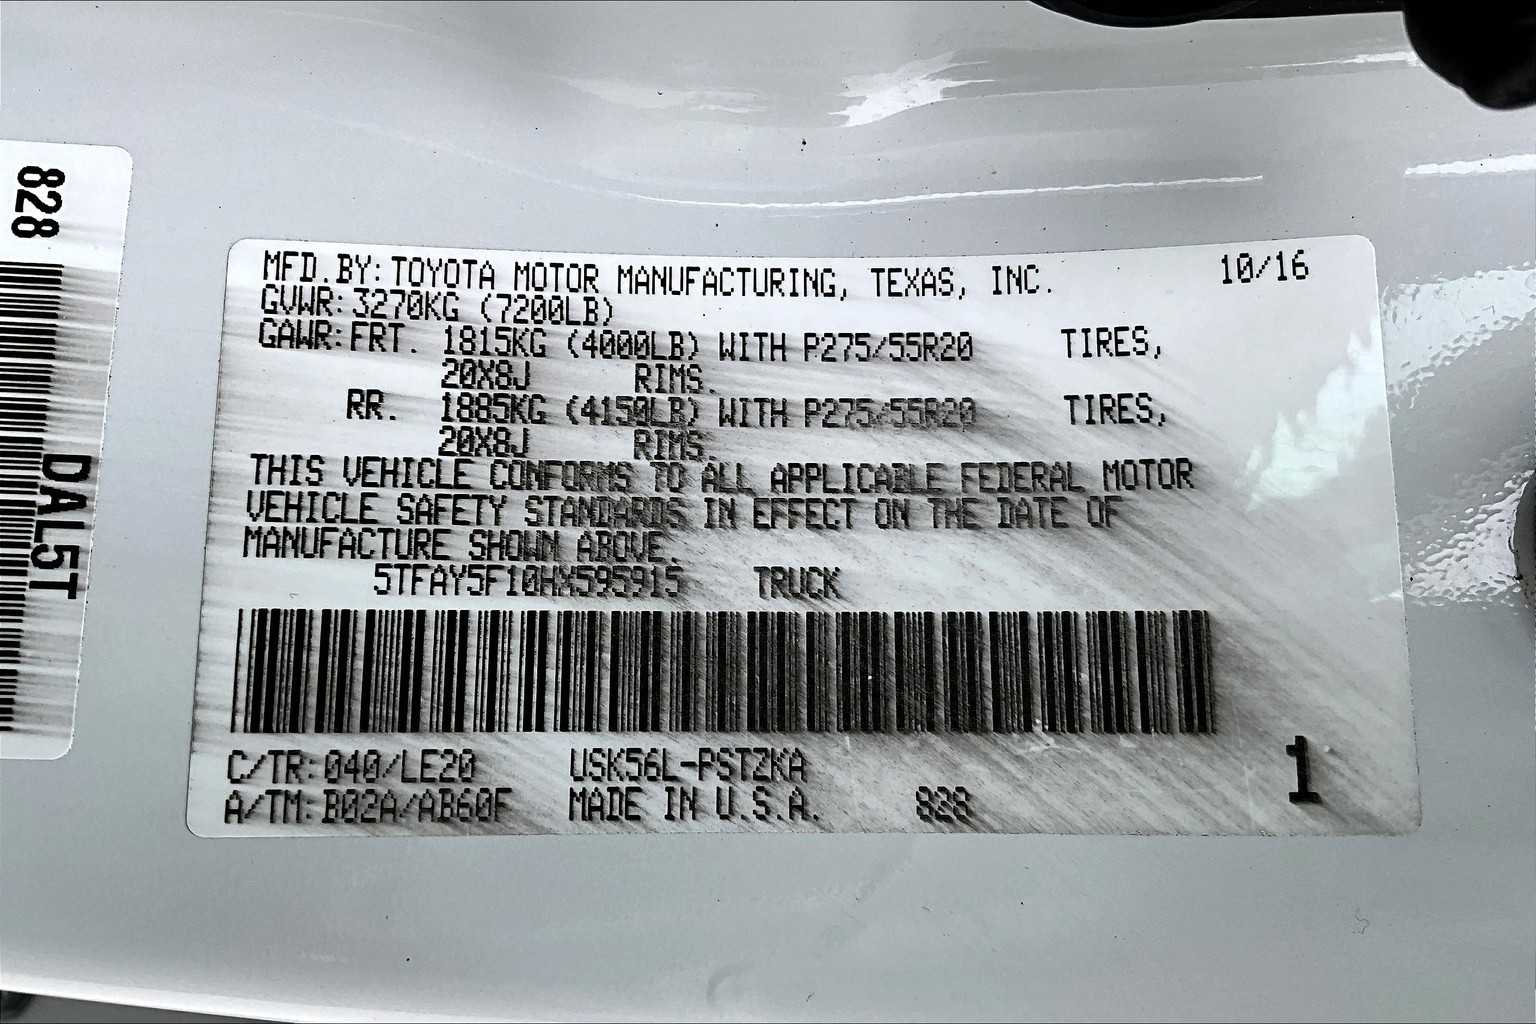 828
DAL5T
MFD.BY:TOYOTA MOTOR MANUFACTURING, TEXAS, INC. 10/16
GVWR:3270KG (7200LB)
GAWR:FRT. 1815KG (4000LB) WITH P275/55R20 TIRES,
20X8J RIMS.
RR. 1885KG (4150LB) WITH P275/55R20 TIRES,
20X8J RIMS.
THIS VEHICLE CONFORMS TO ALL APPLICABLE FEDERAL MOTOR
VEHICLE SAFETY STANDARDS IN EFFECT ON THE DATE OF
MANUFACTURE SHOWN ABOVE.
5TFAY5F10HX595915 TRUCK
C/TR:040/LE20 USK56L-PSTZKA
A/TM:B02A/AB60F MADE IN U.S.A. 828
1